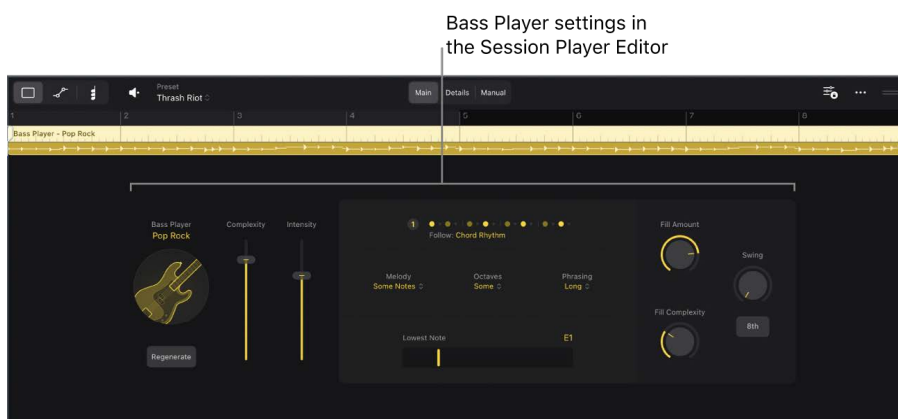 Bass Player settings in
the Session Player Editor
Preset
Thrash Riot
Main Details Manual
1 2 3 4 5 6 7 8
Bass Player - Pop Rock
Bass Player
Pop Rock
Complexity
Intensity
Regenerate
1
Follow: Chord Rhythm
Melody
Some Notes
Octaves
Some
Phrasing
Long
Lowest Note
E1
Fill Amount
Fill Complexity
Swing
8th